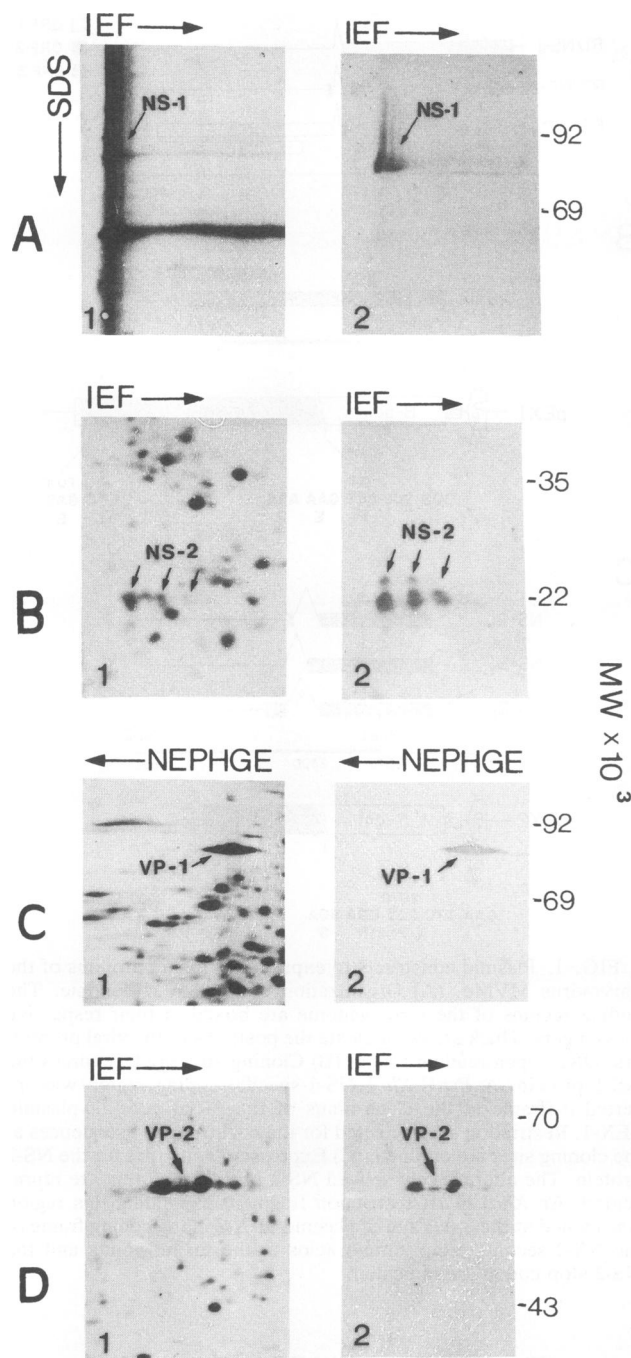 IEF IEF
SDS
NS-1 NS-1
-92
-69
A
1 2
IEF IEF
-35
NS-2 NS-2
-22
B
1 2
MW x 10³
NEPHGE NEPHGE
-92
VP-1 VP-1
-69
C
1 2
IEF IEF
-70
VP-2 VP-2
D
-43
1 2